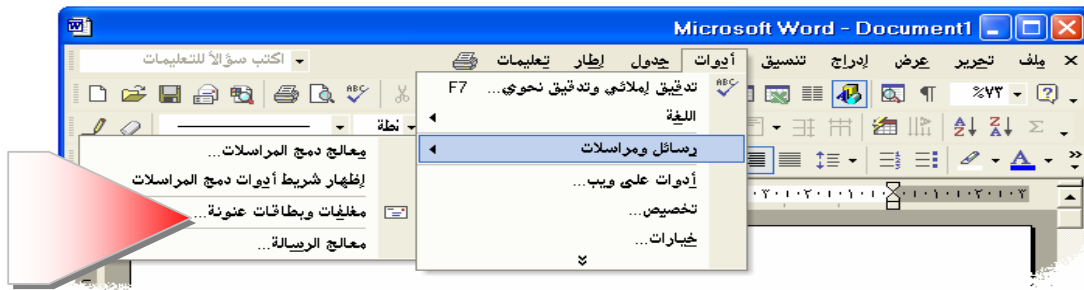 Microsoft Word - Document1
ملف تحرير عرض إدراج تنسيق أدوات جدول إطار تعليمات اكتب سؤالاً للتعليمات
تدقيق إملائي وتدقيق نحوي... F7
٧٣%
اللغة
نطلة
رسائل ومراسلات
معالج دمج المراسلات...
أدوات على ويب...
إظهار شريط أدوات دمج المراسلات
تخصيص...
مغلفات وبطاقات عنونة...
خيارات...
معالج الرسالة...